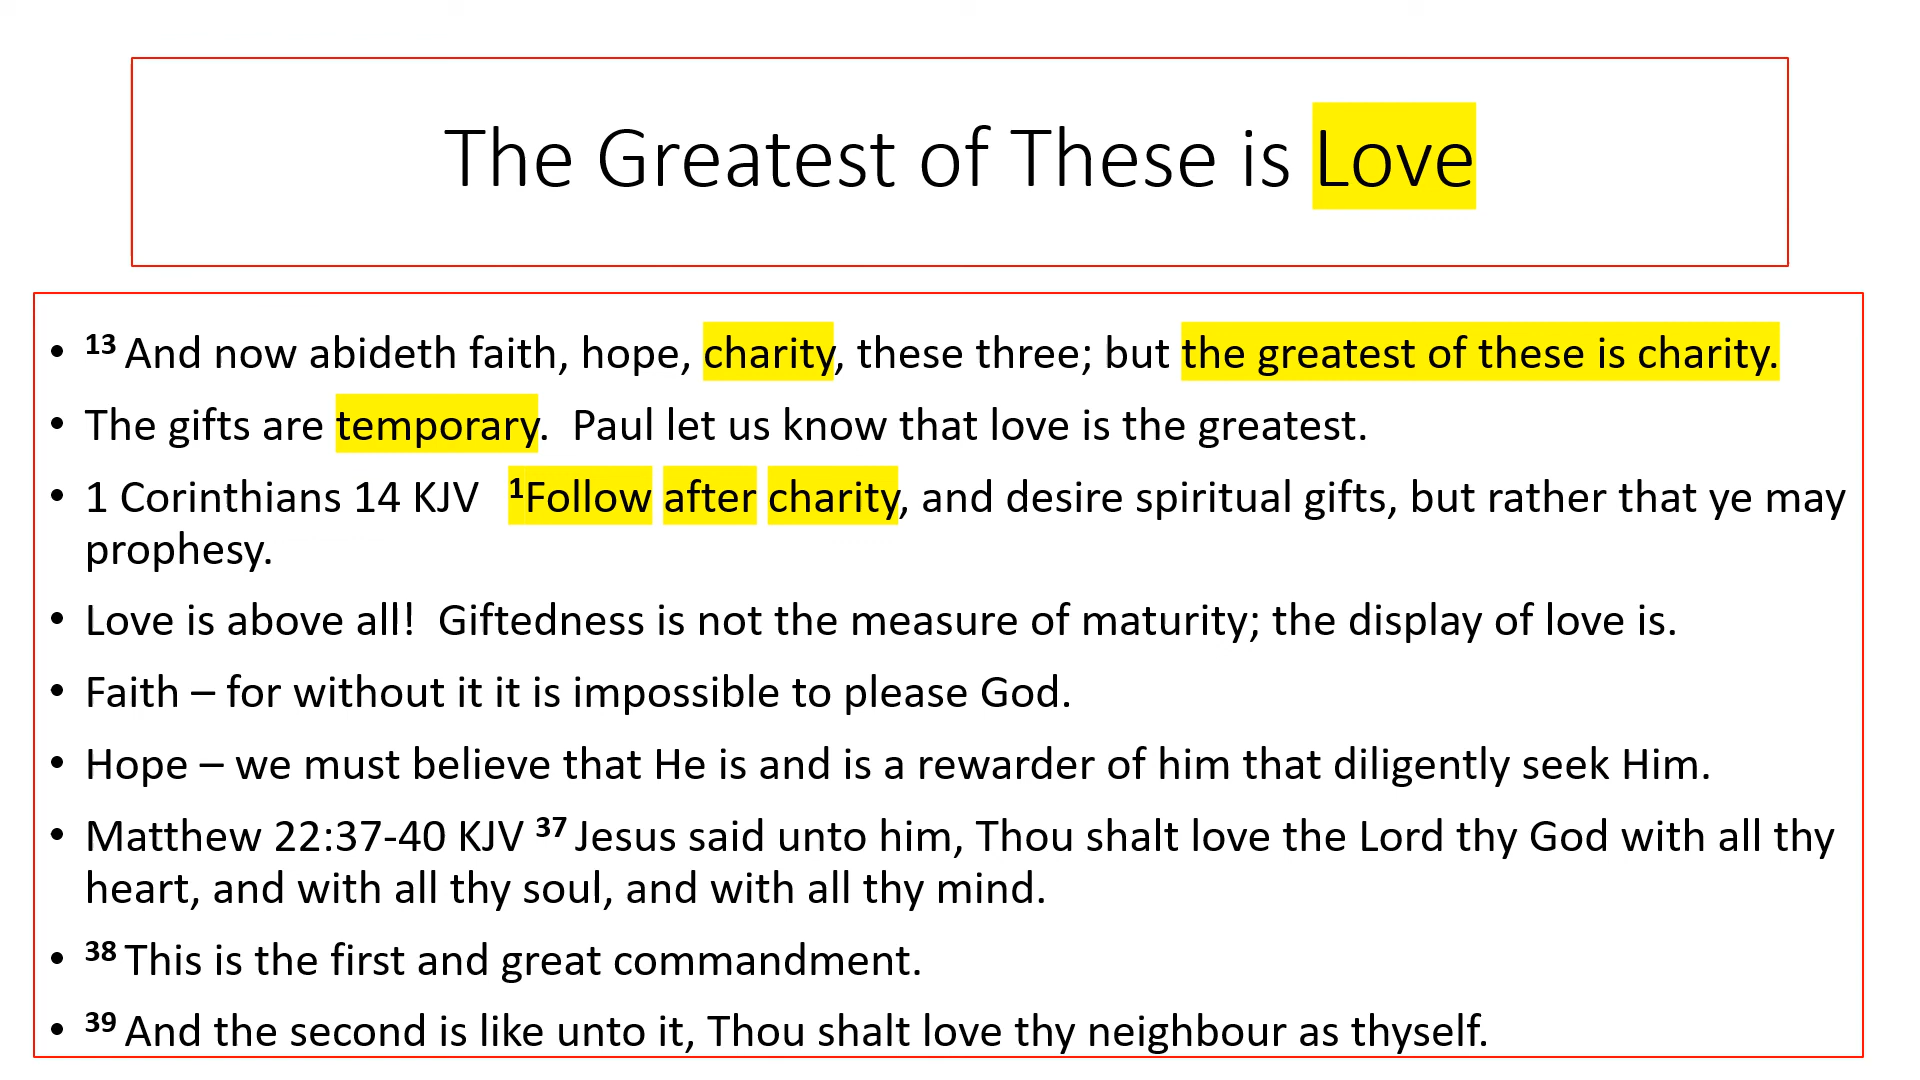 The Greatest of These is Love
• ¹³ And now abideth faith, hope, charity, these three; but the greatest of these is charity.
• The gifts are temporary.  Paul let us know that love is the greatest.
• 1 Corinthians 14 KJV  ¹Follow after charity, and desire spiritual gifts, but rather that ye may
prophesy.
• Love is above all!  Giftedness is not the measure of maturity; the display of love is.
• Faith – for without it it is impossible to please God.
• Hope – we must believe that He is and is a rewarder of him that diligently seek Him.
• Matthew 22:37-40 KJV ³⁷ Jesus said unto him, Thou shalt love the Lord thy God with all thy
heart, and with all thy soul, and with all thy mind.
• ³⁸ This is the first and great commandment.
• ³⁹ And the second is like unto it, Thou shalt love thy neighbour as thyself.